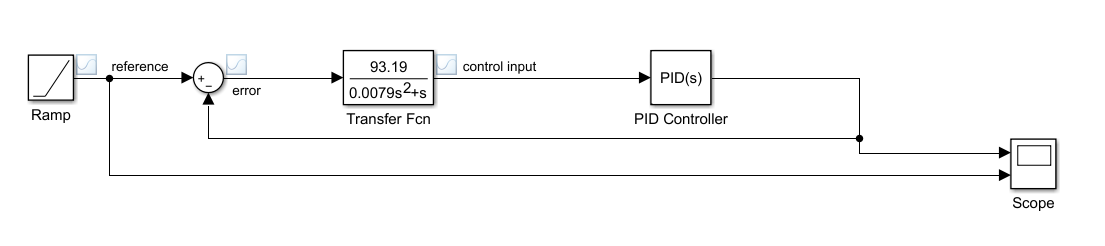 Ramp
reference
+
−
error
93.19
0.0079s²+s
Transfer Fcn
control input
PID(s)
PID Controller
Scope